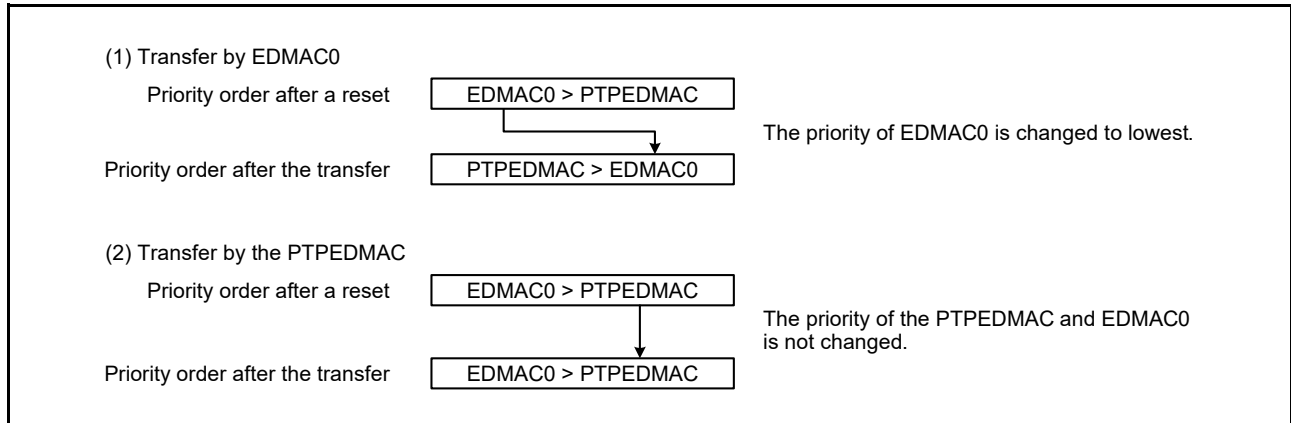 (1) Transfer by EDMAC0
Priority order after a reset
EDMAC0 > PTPEDMAC
The priority of EDMAC0 is changed to lowest.
Priority order after the transfer
PTPEDMAC > EDMAC0
(2) Transfer by the PTPEDMAC
Priority order after a reset
EDMAC0 > PTPEDMAC
The priority of the PTPEDMAC and EDMAC0
is not changed.
Priority order after the transfer
EDMAC0 > PTPEDMAC